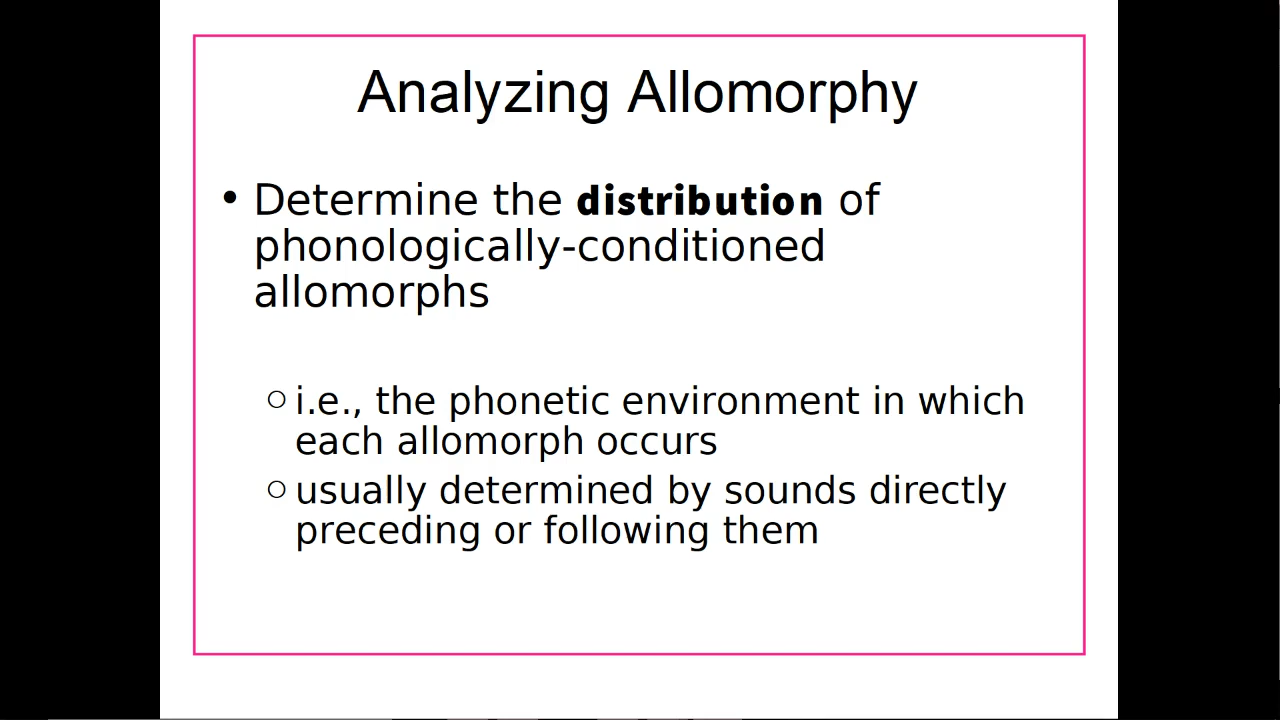 Analyzing Allomorphy
• Determine the distribution of
phonologically-conditioned
allomorphs
○ i.e., the phonetic environment in which
each allomorph occurs
○ usually determined by sounds directly
preceding or following them